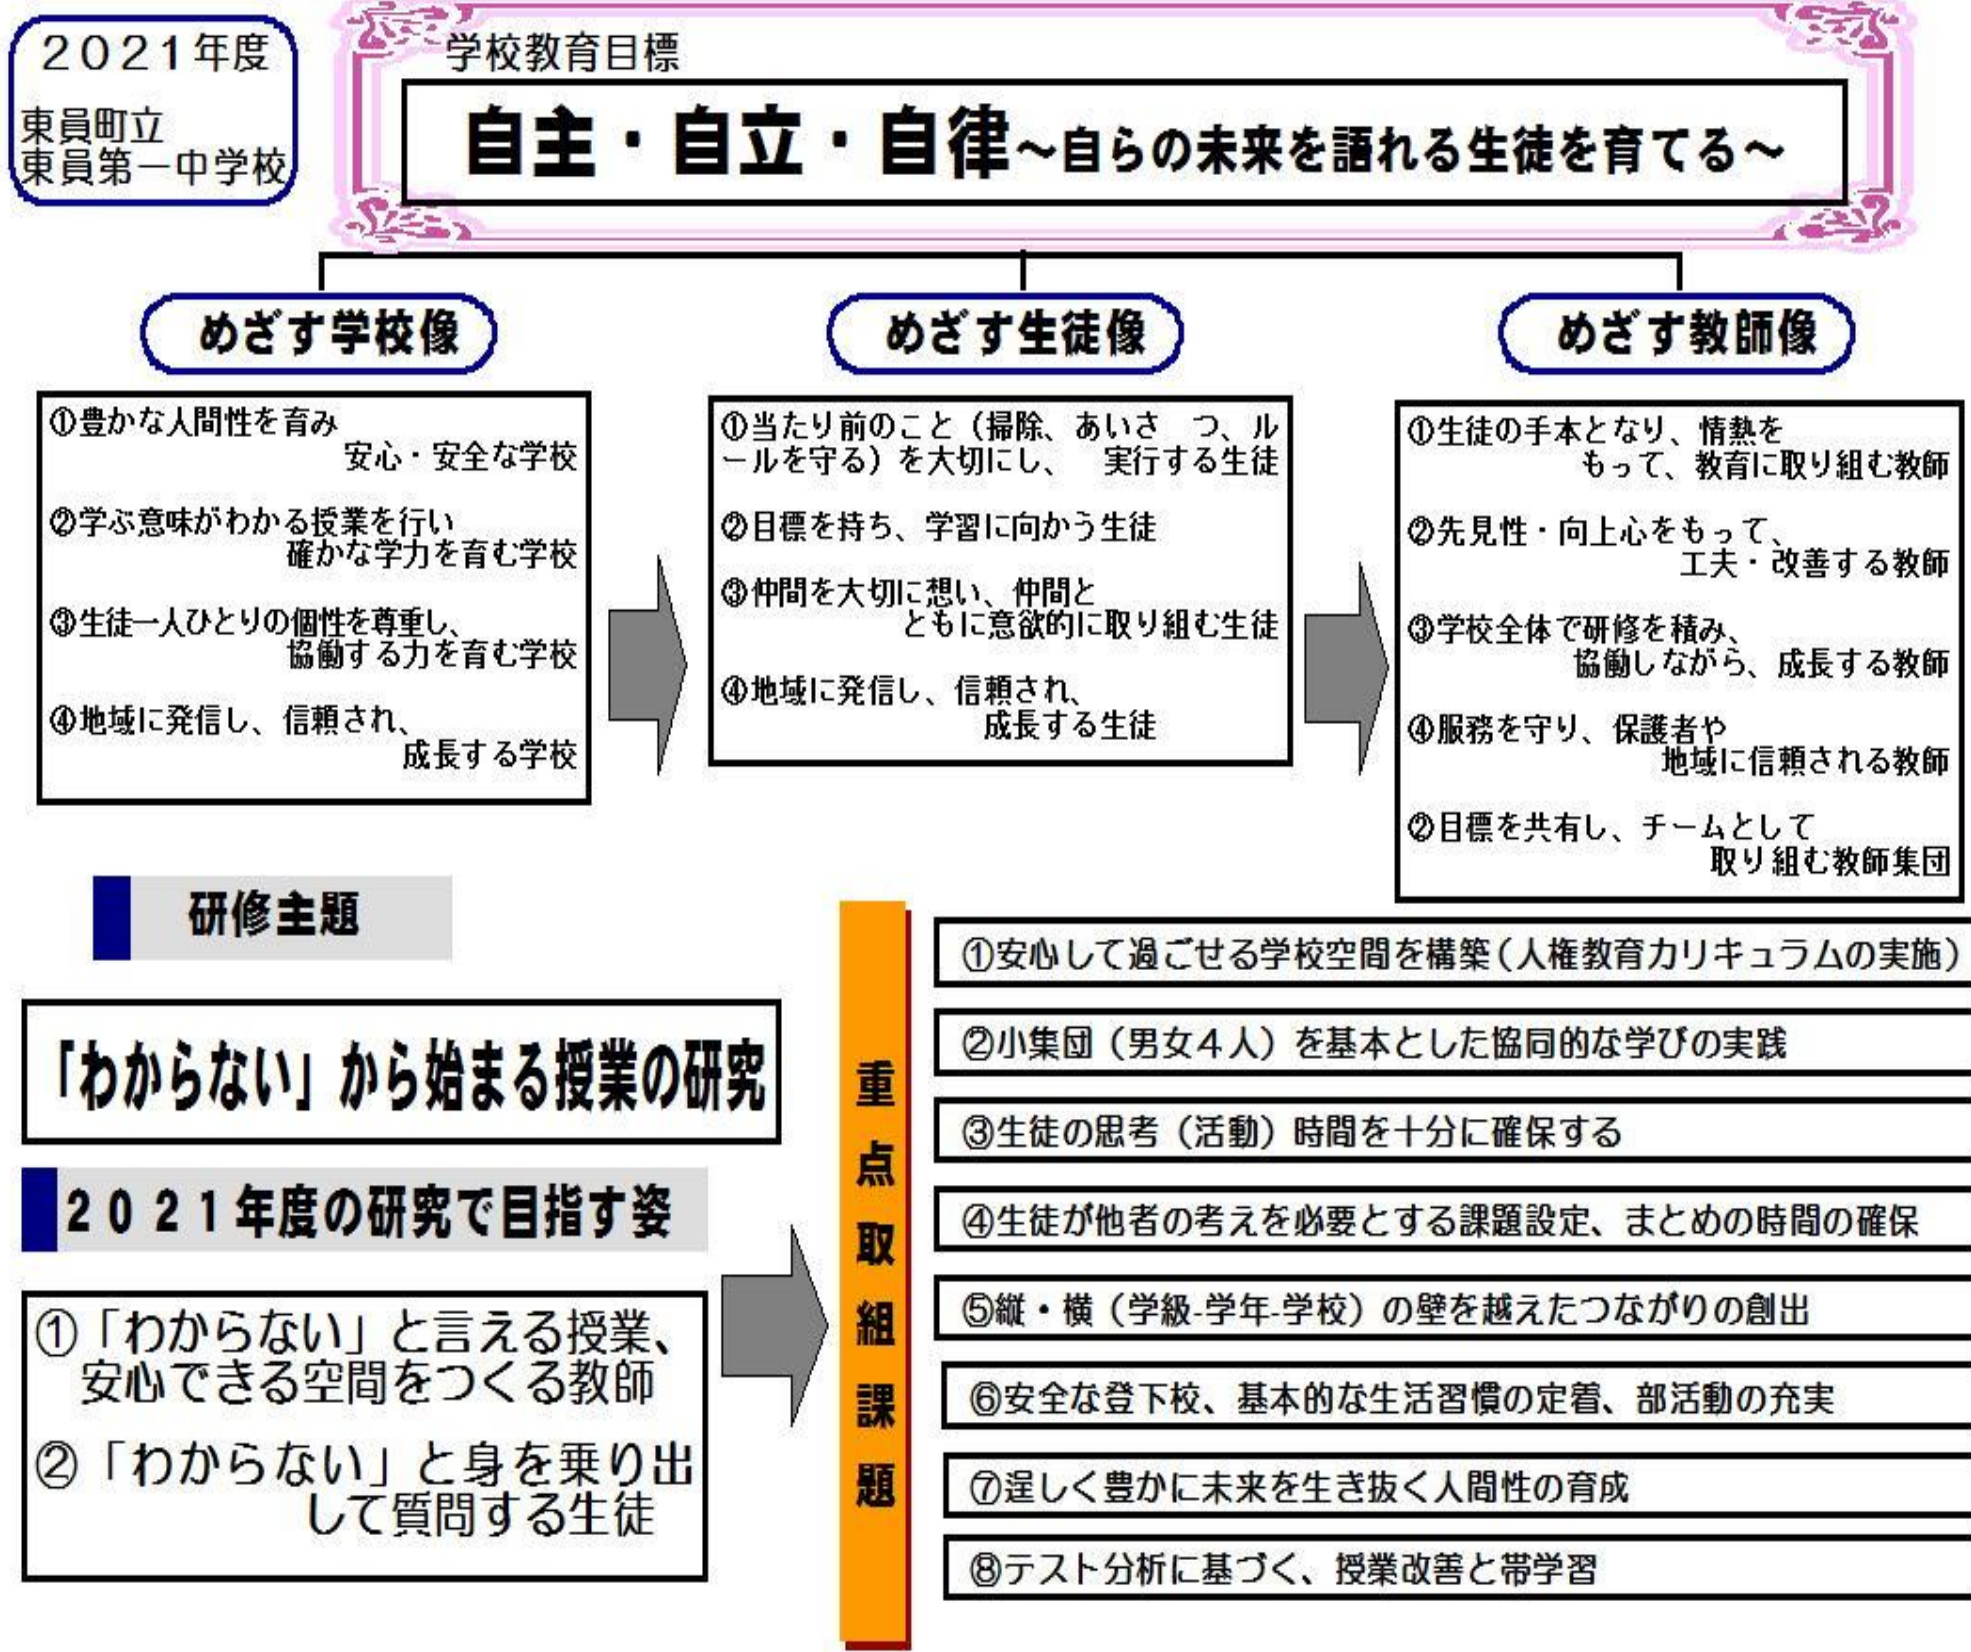 ２０２１年度
東員町立
東員第一中学校
学校教育目標
自主・自立・自律～自らの未来を語れる生徒を育てる～
めざす学校像
①豊かな人間性を育み
安心・安全な学校
②学ぶ意味がわかる授業を行い
確かな学力を育む学校
③生徒一人ひとりの個性を尊重し、
協働する力を育む学校
④地域に発信し、信頼され、
成長する学校
めざす生徒像
①当たり前のこと（掃除、あいさ　つ、ル
ールを守る）を大切にし、　実行する生徒
②目標を持ち、学習に向かう生徒
③仲間を大切に想い、仲間と
ともに意欲的に取り組む生徒
④地域に発信し、信頼され、
成長する生徒
めざす教師像
①生徒の手本となり、情熱を
もって、教育に取り組む教師
②先見性・向上心をもって、
工夫・改善する教師
③学校全体で研修を積み、
協働しながら、成長する教師
④服務を守り、保護者や
地域に信頼される教師
②目標を共有し、チームとして
取り組む教師集団
研修主題
「わからない」から始まる授業の研究
２０２１年度の研究で目指す姿
①「わからない」と言える授業、
安心できる空間をつくる教師
②「わからない」と身を乗り出
して質問する生徒
重点取組課題
①安心して過ごせる学校空間を構築（人権教育カリキュラムの実施）
②小集団（男女４人）を基本とした協同的な学びの実践
③生徒の思考（活動）時間を十分に確保する
④生徒が他者の考えを必要とする課題設定、まとめの時間の確保
⑤縦・横（学級-学年-学校）の壁を越えたつながりの創出
⑥安全な登下校、基本的な生活習慣の定着、部活動の充実
⑦逞しく豊かに未来を生き抜く人間性の育成
⑧テスト分析に基づく、授業改善と帯学習